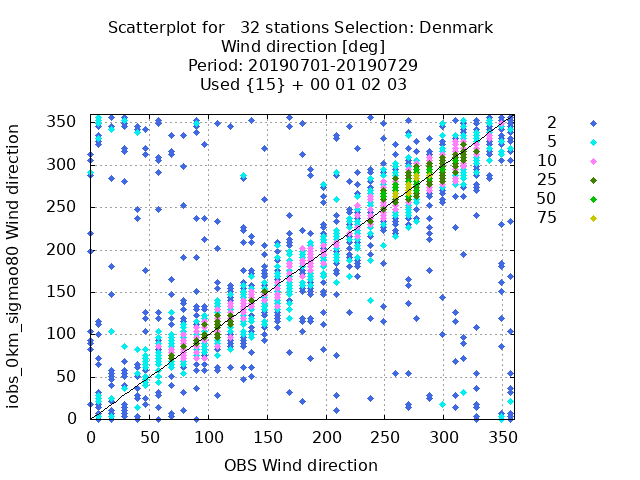 Scatterplot for   32 stations Selection: Denmark
Wind direction [deg]
Period: 20190701-20190729
Used {15} + 00 01 02 03
iobs_0km_sigmao80 Wind direction
350
300
250
200
150
100
50
0
0 50 100 150 200 250 300 350
OBS Wind direction
2
5
10
25
50
75